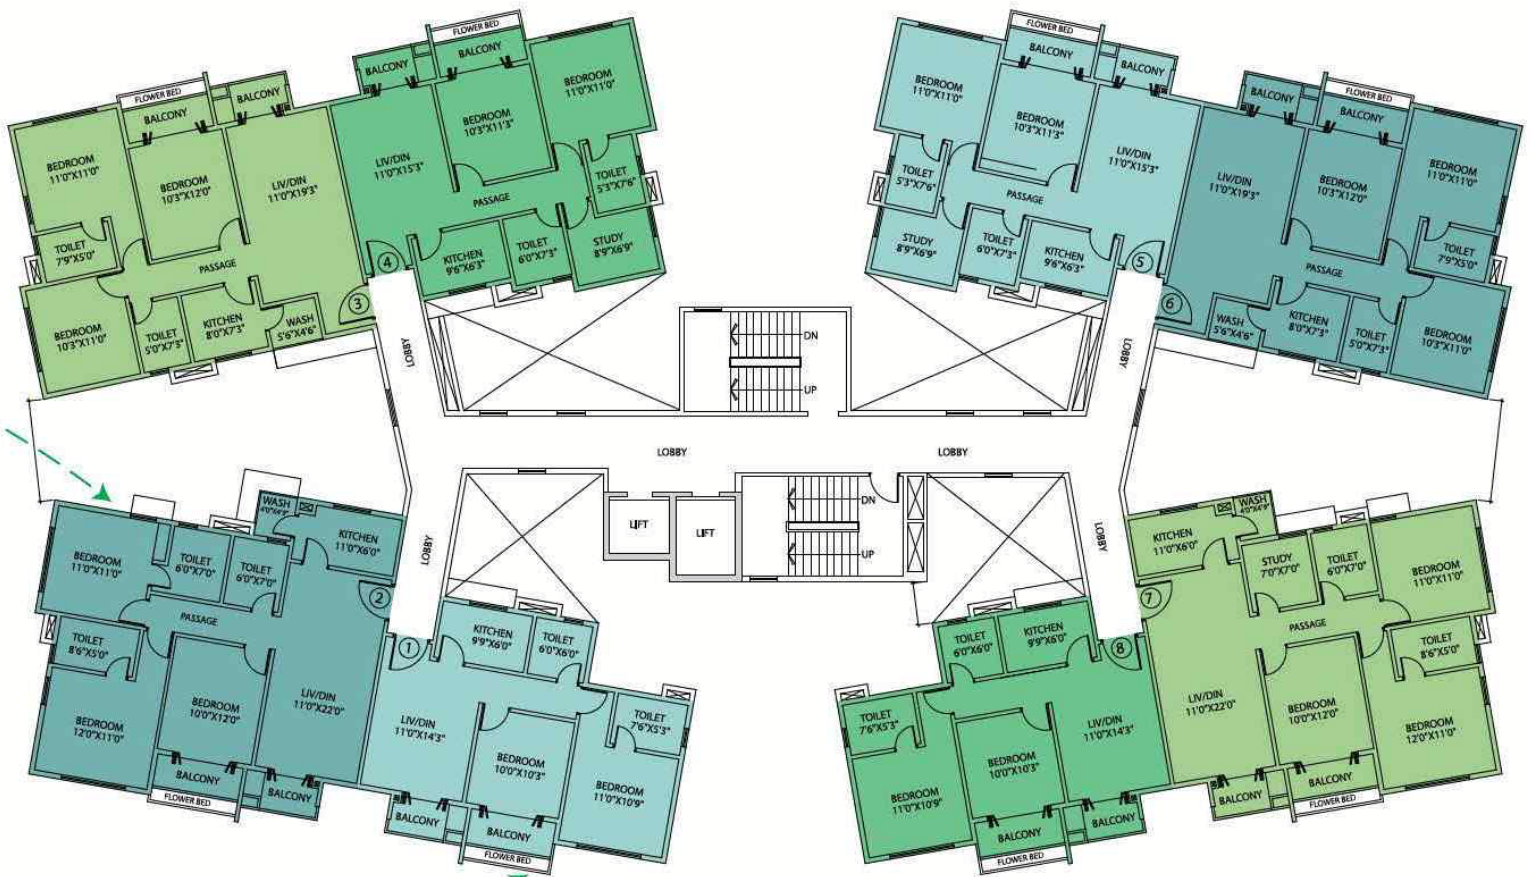 FLOWER BED
BALCONY
BALCONY
BEDROOM
11'0"X11'0"
BEDROOM
10'3"X11'3"
LIV/DIN
11'0"X15'3"
PASSAGE
TOILET
5'3"X7'6"
KITCHEN
9'6"X6'3"
TOILET
6'0"X7'3"
STUDY
8'9"X6'9"
4
FLOWER BED
BALCONY
BALCONY
BEDROOM
11'0"X11'0"
BEDROOM
10'3"X12'0"
LIV/DIN
11'0"X19'3"
TOILET
7'9"X5'0"
PASSAGE
BEDROOM
10'3"X11'0"
TOILET
5'0"X7'3"
KITCHEN
8'0"X7'3"
WASH
5'6"X4'6"
3
FLOWER BED
BALCONY
BALCONY
BEDROOM
11'0"X11'0"
BEDROOM
10'3"X11'3"
LIV/DIN
11'0"X15'3"
TOILET
5'3"X7'6"
PASSAGE
STUDY
8'9"X6'9"
TOILET
6'0"X7'3"
KITCHEN
9'6"X6'3"
5
BALCONY
FLOWER BED
BALCONY
LIV/DIN
11'0"X19'3"
BEDROOM
10'3"X12'0"
BEDROOM
11'0"X11'0"
TOILET
7'9"X5'0"
PASSAGE
6
WASH
5'6"X4'6"
KITCHEN
8'0"X7'3"
TOILET
5'0"X7'3"
BEDROOM
10'3"X11'0"
LOBBY
DN
UP
LOBBY
LOBBY
LOBBY
LIFT
LIFT
DN
UP
LOBBY
LOBBY
WASH
4'0"X4'9"
KITCHEN
11'0"X6'0"
BEDROOM
11'0"X11'0"
TOILET
6'0"X7'0"
TOILET
6'0"X7'0"
2
PASSAGE
TOILET
8'6"X5'0"
BEDROOM
12'0"X11'0"
BEDROOM
10'0"X12'0"
LIV/DIN
11'0"X22'0"
BALCONY
BALCONY
FLOWER BED
1
KITCHEN
9'9"X6'0"
TOILET
6'0"X6'0"
LIV/DIN
11'0"X14'3"
TOILET
7'6"X5'3"
BEDROOM
10'0"X10'3"
BEDROOM
11'0"X10'9"
BALCONY
BALCONY
FLOWER BED
TOILET
6'0"X6'0"
KITCHEN
9'9"X6'0"
8
TOILET
7'6"X5'3"
LIV/DIN
11'0"X14'3"
BEDROOM
10'0"X10'3"
BEDROOM
11'0"X10'9"
BALCONY
BALCONY
FLOWER BED
WASH
4'0"X4'9"
KITCHEN
11'0"X6'0"
STUDY
7'0"X7'0"
TOILET
6'0"X7'0"
BEDROOM
11'0"X11'0"
7
PASSAGE
TOILET
8'6"X5'0"
LIV/DIN
11'0"X22'0"
BEDROOM
10'0"X12'0"
BEDROOM
12'0"X11'0"
BALCONY
BALCONY
FLOWER BED